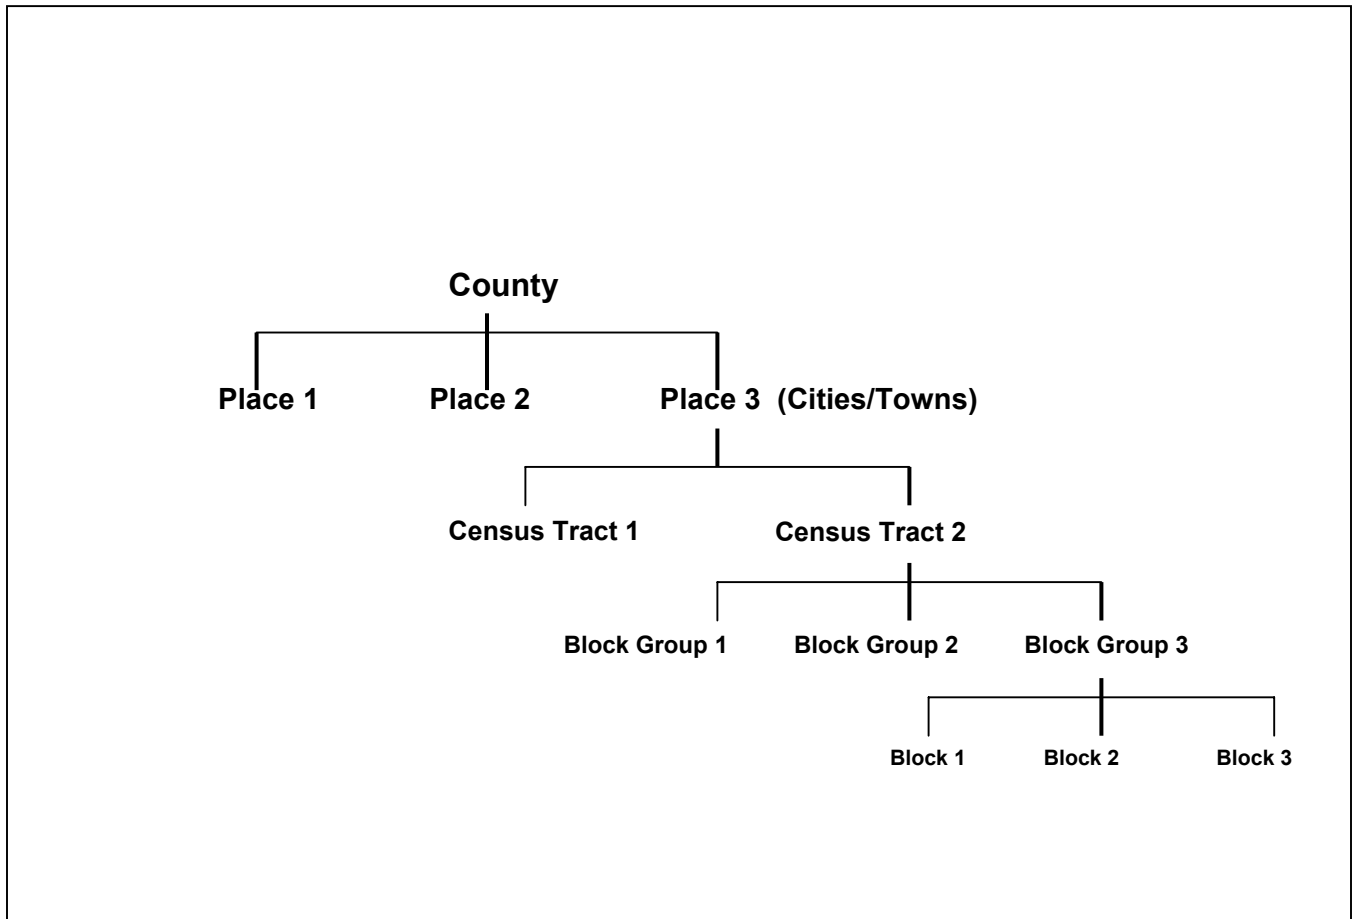 County
Place 1 Place 2 Place 3 (Cities/Towns)
Census Tract 1 Census Tract 2
Block Group 1 Block Group 2 Block Group 3
Block 1 Block 2 Block 3